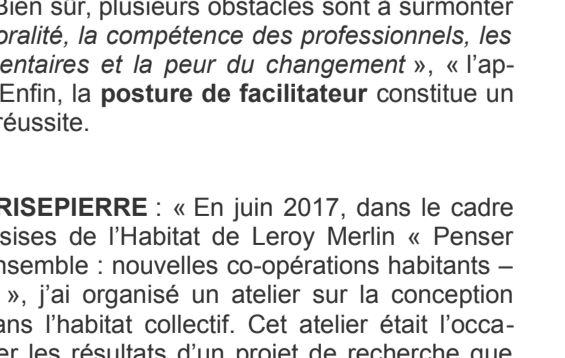 Bien sûr, plusieurs obstacles sont à surmonter
oralité, la compétence des professionnels, les
entaires et la peur du changement », « l'ap-
Enfin, la posture de facilitateur constitue un
réussite.
RISEPIERRE : « En juin 2017, dans le cadre
sises de l'Habitat de Leroy Merlin « Penser
nsemble : nouvelles co-opérations habitants –
», j'ai organisé un atelier sur la conception
ans l'habitat collectif. Cet atelier était l'occa-
er les résultats d'un projet de recherche que